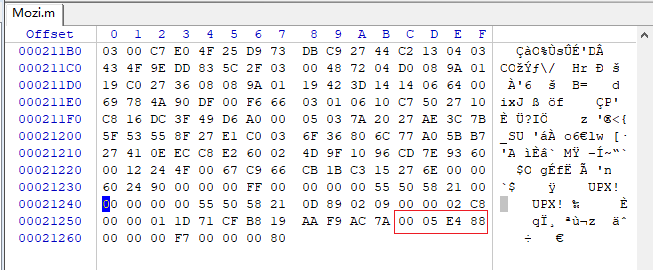 Mozi.m
Offset 0 1 2 3 4 5 6 7 8 9 A B C D E F
000211B0 03 00 C7 E0 4F 25 D9 73 DB C9 27 44 C2 13 04 03 ÇàO%ÙsÛÉ'DÂ
000211C0 43 4F 9E DD 83 5C 2F 03 00 48 72 04 D0 08 9A 01 COžÝƒ\/ Hr Ð š
000211D0 19 C0 27 36 08 08 9A 01 19 42 3D 14 14 06 64 00 À'6 š B= d
000211E0 69 78 4A 90 DF 00 F6 66 03 01 06 10 C7 50 27 10 ixJ ß öf ÇP'
000211F0 C8 16 DC 3F 49 D6 A0 00 05 03 7A 20 27 AE 3C 7B È Ü?IÖ z '®<{
00021200 5F 53 55 8F 27 E1 C0 03 6F 36 80 6C 77 A0 5B B7 _SU 'áÀ o6€lw [·
00021210 27 41 0E EC C8 E2 60 02 4D 9F 10 96 CD 7E 93 60 'A ìÈâ` MŸ –Í~“`
00021220 00 12 24 4F 00 67 C9 66 CB 1B C3 15 27 6E 00 00 $O gÉfË Ã 'n
00021230 60 24 90 00 00 00 00 FF 00 00 00 00 55 50 58 21 00 `$ ÿ UPX!
00021240 00 00 00 00 55 50 58 21 0D 89 02 09 00 00 02 C8 UPX! ‰ È
00021250 00 00 01 1D 71 CF B8 19 AA F9 AC 7A 00 05 E4 88 qÏ¸ ªù¬z äˆ
00021260 00 00 00 F7 00 00 00 80 ÷ €